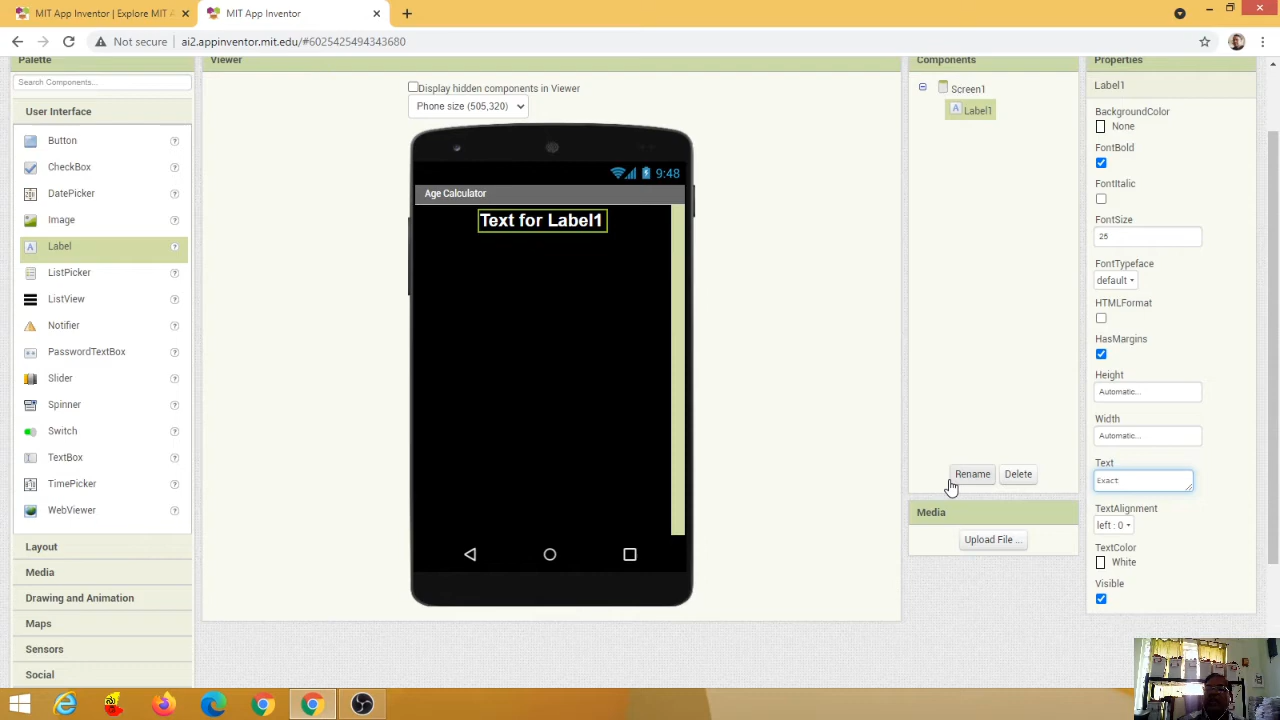 MIT App Inventor | Explore MIT A
MIT App Inventor
Not secure
ai2.appinventor.mit.edu/#6025425494343680
Palette
Search Components...
User Interface
Button
CheckBox
DatePicker
Image
Label
ListPicker
ListView
Notifier
PasswordTextBox
Slider
Spinner
Switch
TextBox
TimePicker
WebViewer
Layout
Media
Drawing and Animation
Maps
Sensors
Social
Viewer
Display hidden components in Viewer
Phone size (505,320)
9:48
Age Calculator
Text for Label1
Components
Screen1
Label1
Rename
Delete
Media
Upload File ...
Properties
Label1
BackgroundColor
None
FontBold
FontItalic
FontSize
26
FontTypeface
default
HTMLFormat
HasMargins
Height
Automatic...
Width
Automatic...
Text
Exact
TextAlignment
left : 0
TextColor
White
Visible